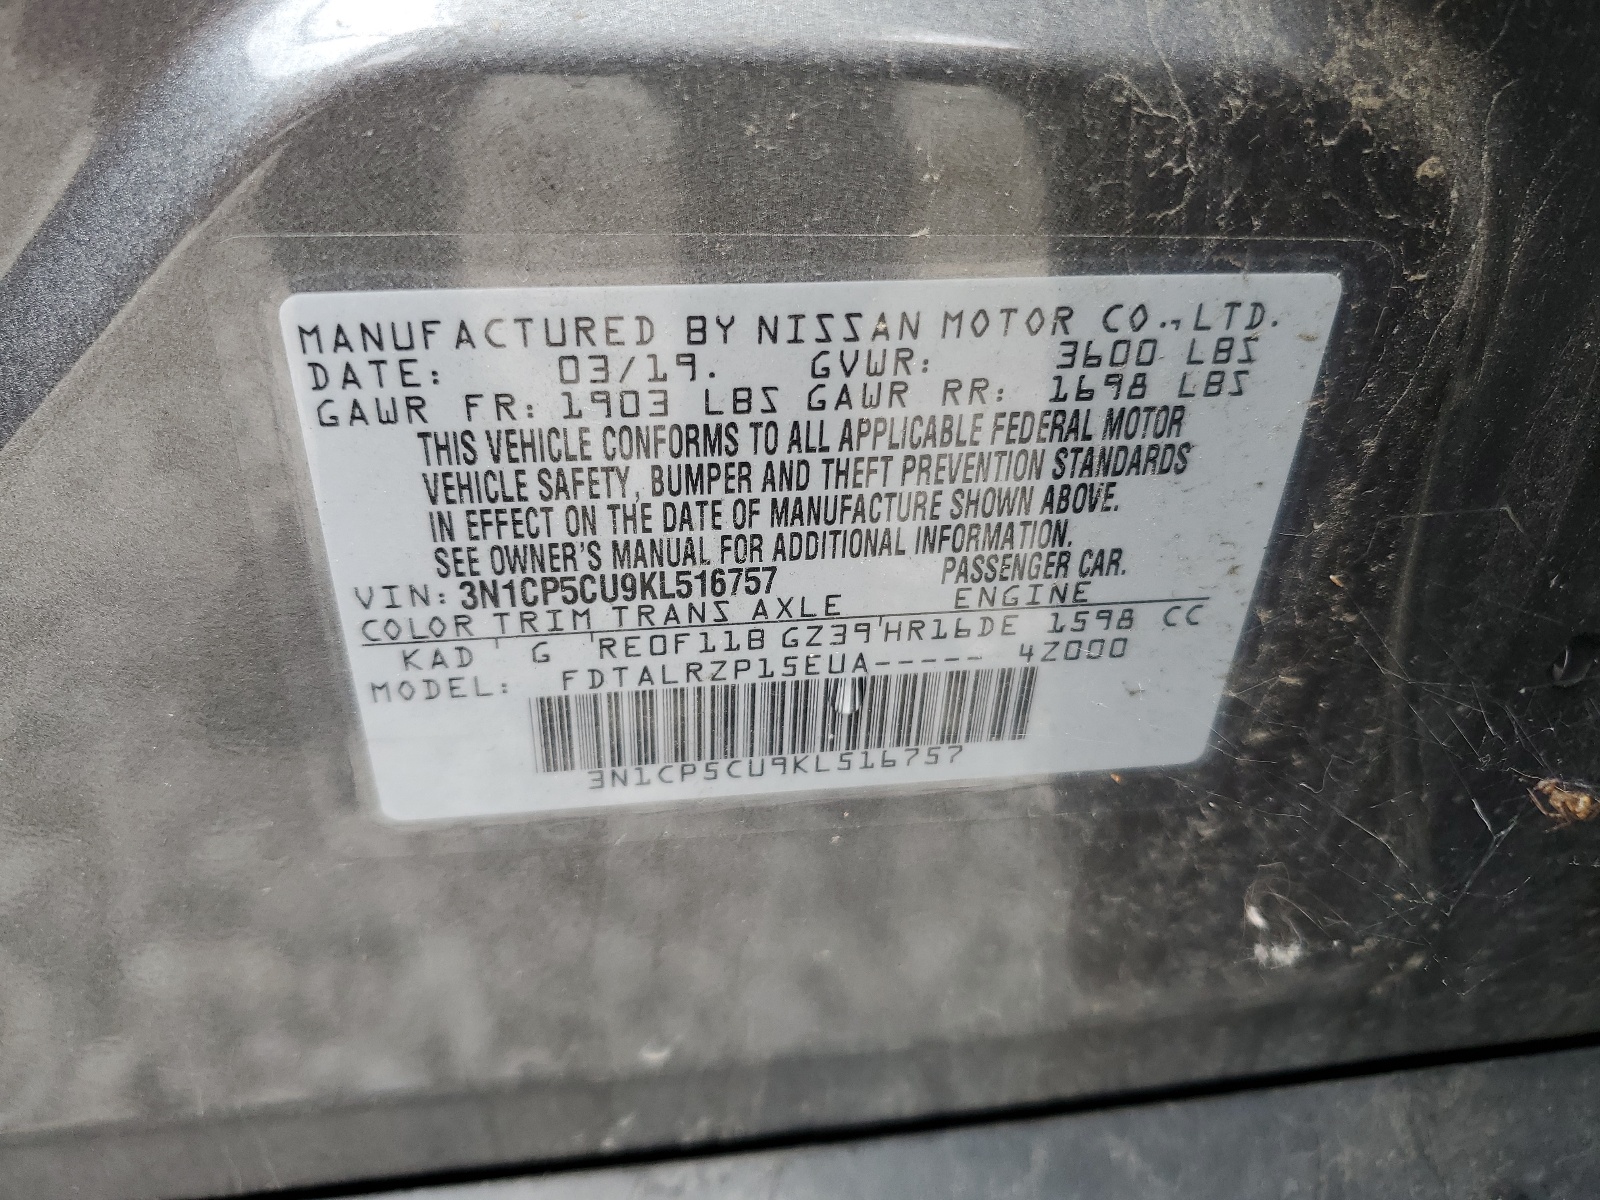 MANUFACTURED BY NISSAN MOTOR CO.,LTD.
DATE: 03/19. GVWR: 3600 LBS
GAWR FR: 1903 LBS GAWR RR: 1698 LBS
THIS VEHICLE CONFORMS TO ALL APPLICABLE FEDERAL MOTOR
VEHICLE SAFETY, BUMPER AND THEFT PREVENTION STANDARDS
IN EFFECT ON THE DATE OF MANUFACTURE SHOWN ABOVE.
SEE OWNER'S MANUAL FOR ADDITIONAL INFORMATION.
VIN: 3N1CP5CU9KL516757 PASSENGER CAR.
COLOR TRIM TRANS AXLE ENGINE
KAD ' G ' RE0F11B GZ39 ' HR16DE 1598 CC
MODEL: FDTALRZP15EUA----- 4Z000
3N1CP5CU9KL516757